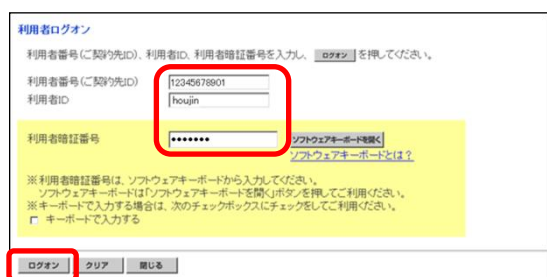 利用者ログオン
利用者番号(ご契約先ID)、利用者ID、利用者暗証番号を入力し、 ログオン を押してください。
利用者番号(ご契約先ID) 12345678901
利用者ID houjin
利用者暗証番号 ●●●●●●● ソフトウェアキーボードを開く
ソフトウェアキーボードとは?
※利用者暗証番号は、ソフトウェアキーボードから入力してください。
ソフトウェアキーボードは「ソフトウェアキーボードを開く」ボタンを押してご利用ください。
※キーボードで入力する場合は、次のチェックボックスにチェックをしてご利用ください。
キーボードで入力する
ログオン クリア 閉じる